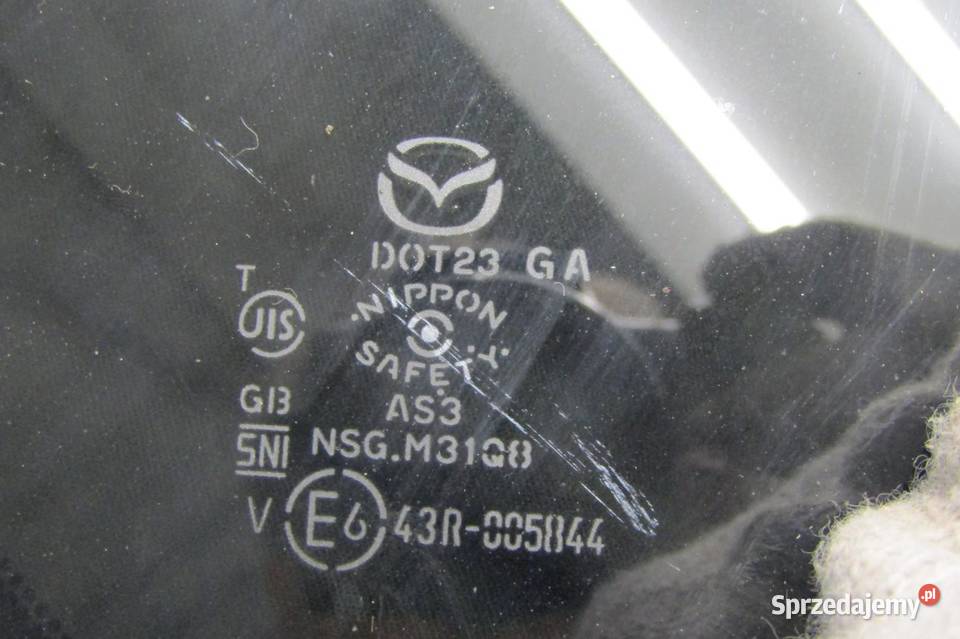 DOT23 GA
T
JIS
NIPPON
SAFETY
AS3
GB
SNI
NSG.M31Q8
V E6 43R-005844
Sprzedajemy.pl